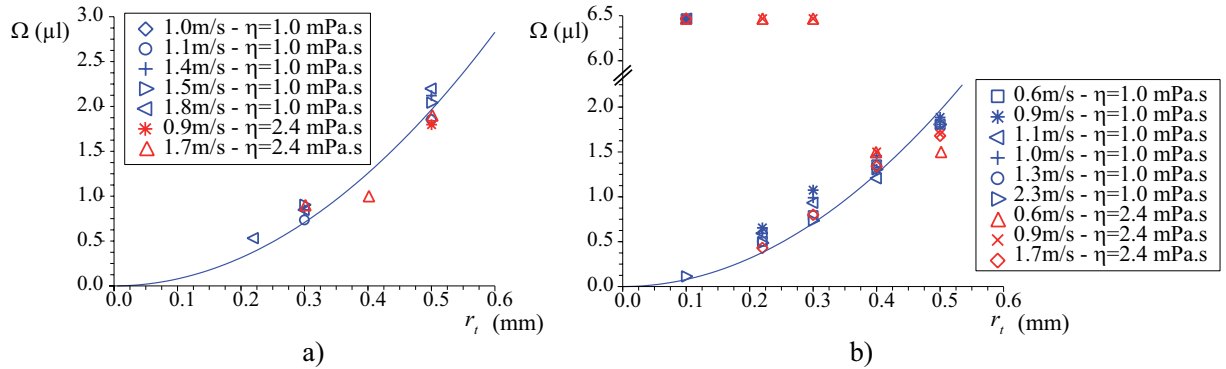 Ω (µl)
3.0
2.5
2.0
1.5
1.0
0.5
0.0
0.0 0.1 0.2 0.3 0.4 0.5 0.6
r_t (mm)
1.0m/s - η=1.0 mPa.s
1.1m/s - η=1.0 mPa.s
1.4m/s - η=1.0 mPa.s
1.5m/s - η=1.0 mPa.s
1.8m/s - η=1.0 mPa.s
0.9m/s - η=2.4 mPa.s
1.7m/s - η=2.4 mPa.s
a)
Ω (µl)
6.5
6.0
2.0
1.5
1.0
0.5
0.0
0.0 0.1 0.2 0.3 0.4 0.5 0.6
r_t (mm)
0.6m/s - η=1.0 mPa.s
0.9m/s - η=1.0 mPa.s
1.1m/s - η=1.0 mPa.s
1.0m/s - η=1.0 mPa.s
1.3m/s - η=1.0 mPa.s
2.3m/s - η=1.0 mPa.s
0.6m/s - η=2.4 mPa.s
0.9m/s - η=2.4 mPa.s
1.7m/s - η=2.4 mPa.s
b)